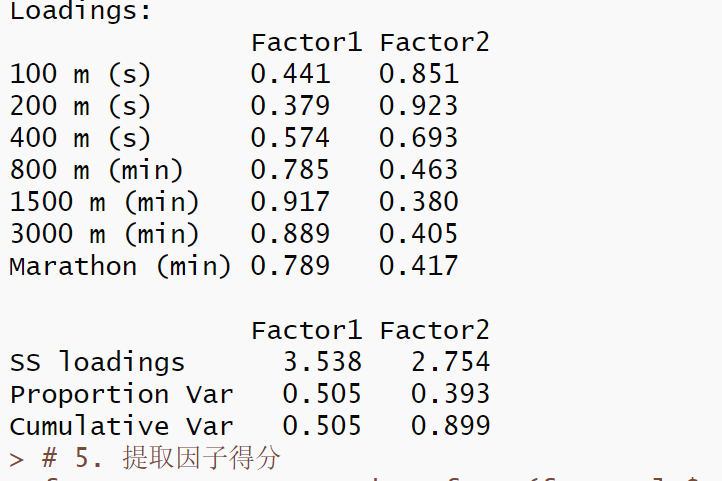 Loadings:
Factor1 Factor2
100 m (s) 0.441 0.851
200 m (s) 0.379 0.923
400 m (s) 0.574 0.693
800 m (min) 0.785 0.463
1500 m (min) 0.917 0.380
3000 m (min) 0.889 0.405
Marathon (min) 0.789 0.417
Factor1 Factor2
SS loadings 3.538 2.754
Proportion Var 0.505 0.393
Cumulative Var 0.505 0.899
> # 5. 提取因子得分